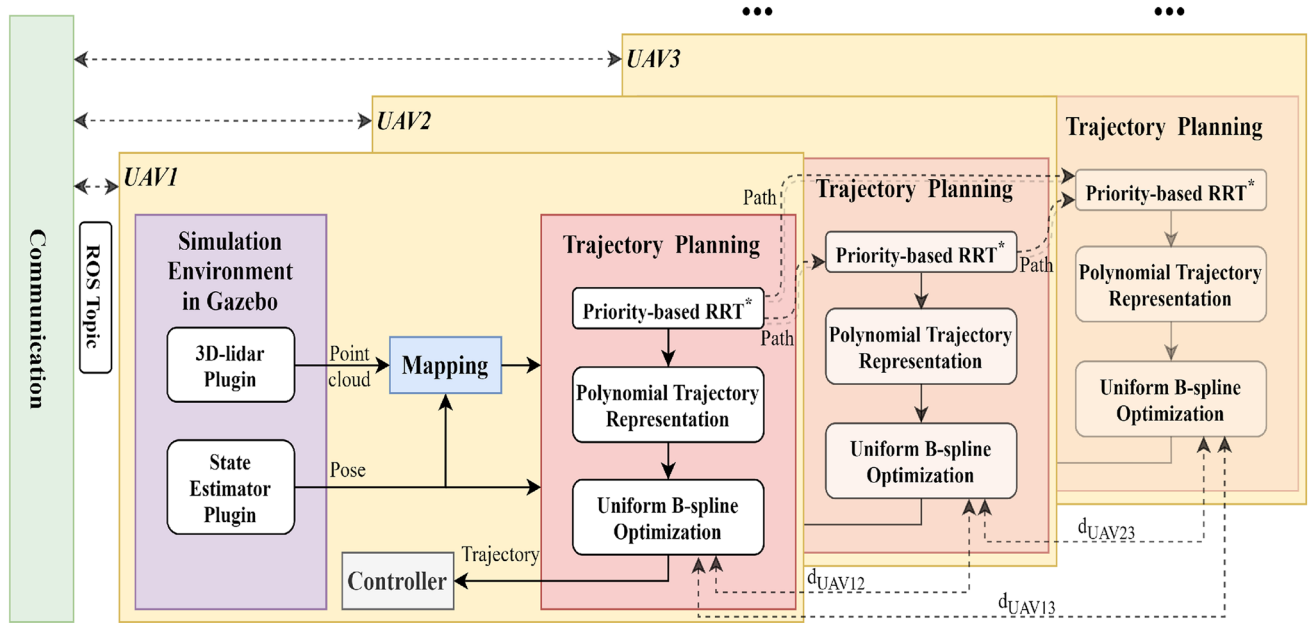 •••
•••
Communication
ROS Topic
UAV3
Trajectory Planning
Priority-based RRT*
Polynomial Trajectory
Representation
Uniform B-spline
Optimization
UAV2
Trajectory Planning
Priority-based RRT*
Path
Polynomial Trajectory
Representation
Uniform B-spline
Optimization
UAV1
Simulation
Environment
in Gazebo
3D-lidar
Plugin
State
Estimator
Plugin
Point
cloud
Pose
Mapping
Trajectory Planning
Path
Priority-based RRT*
Path
Polynomial Trajectory
Representation
Uniform B-spline
Optimization
Trajectory
Controller
dUAV23
dUAV12
dUAV13